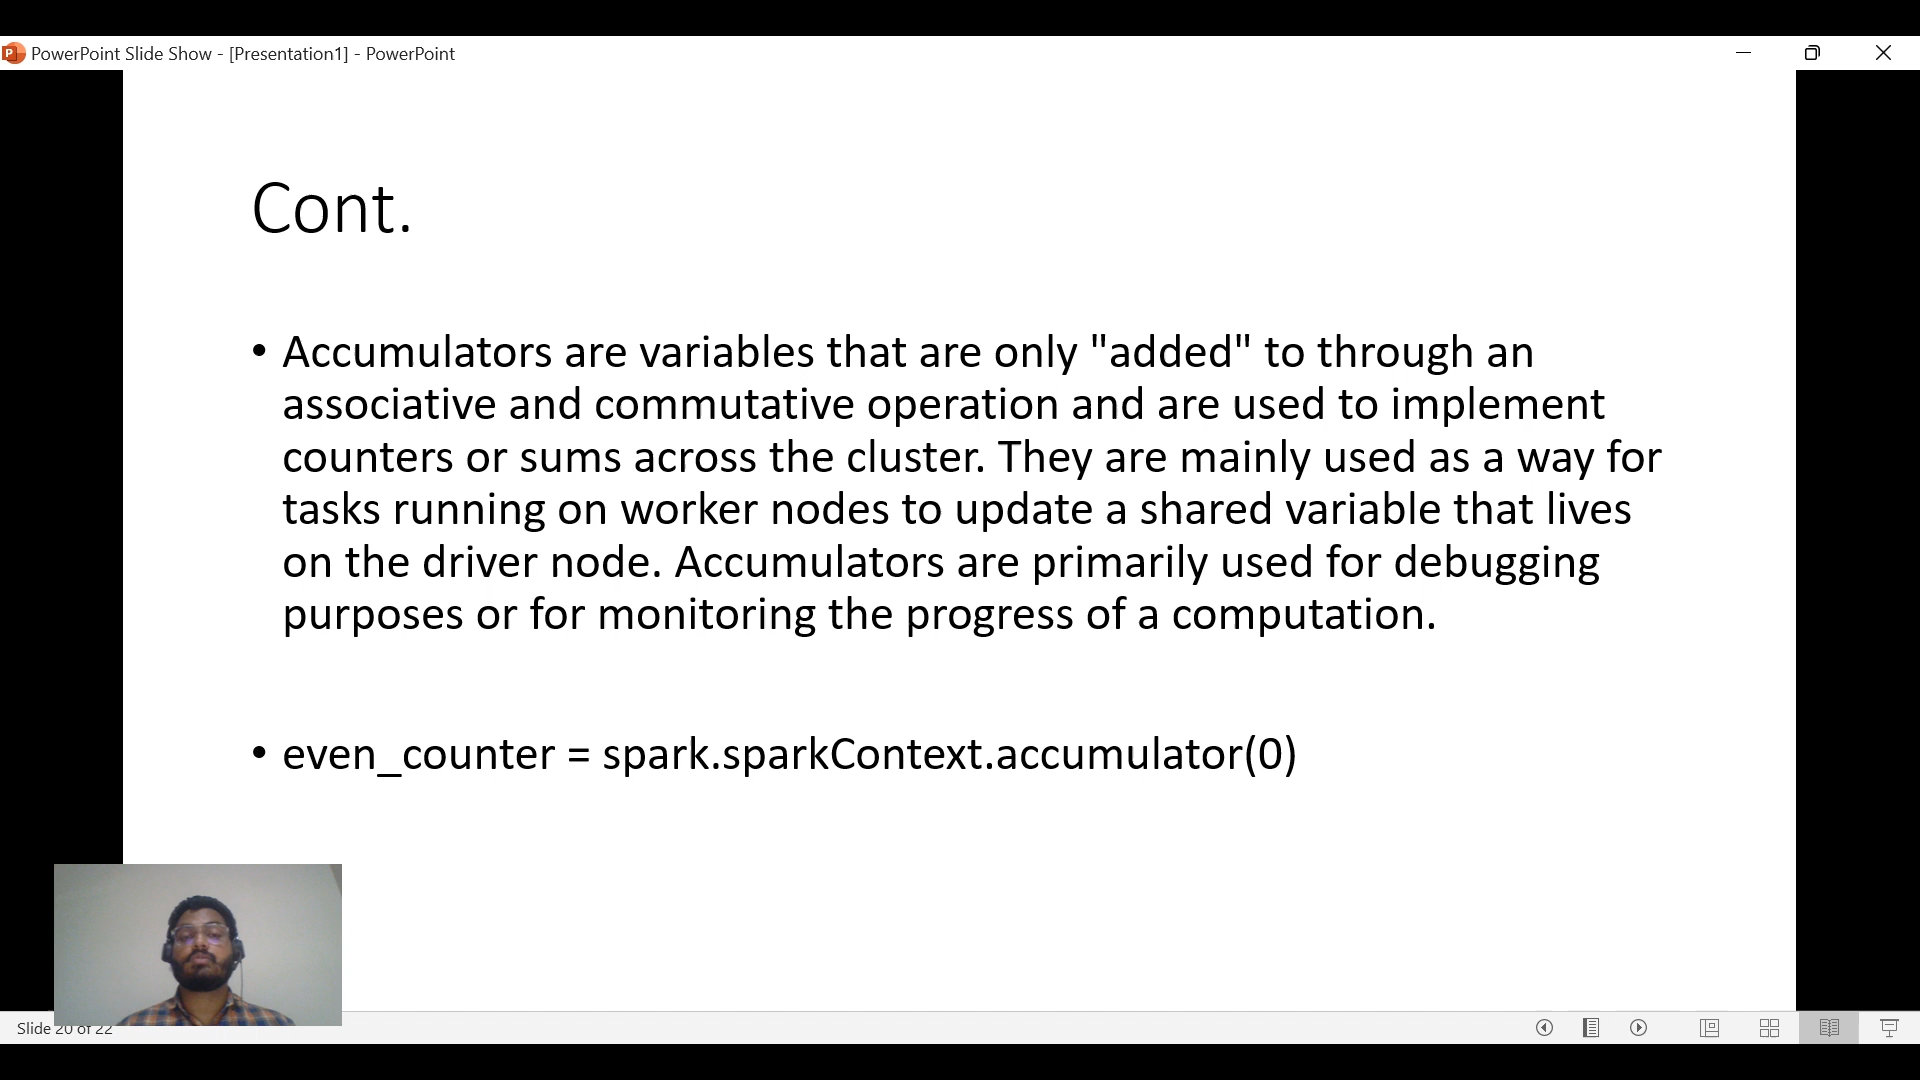 PowerPoint Slide Show - [Presentation1] - PowerPoint
Cont.
• Accumulators are variables that are only "added" to through an
associative and commutative operation and are used to implement
counters or sums across the cluster. They are mainly used as a way for
tasks running on worker nodes to update a shared variable that lives
on the driver node. Accumulators are primarily used for debugging
purposes or for monitoring the progress of a computation.
• even_counter = spark.sparkContext.accumulator(0)
Slide 20 of 22